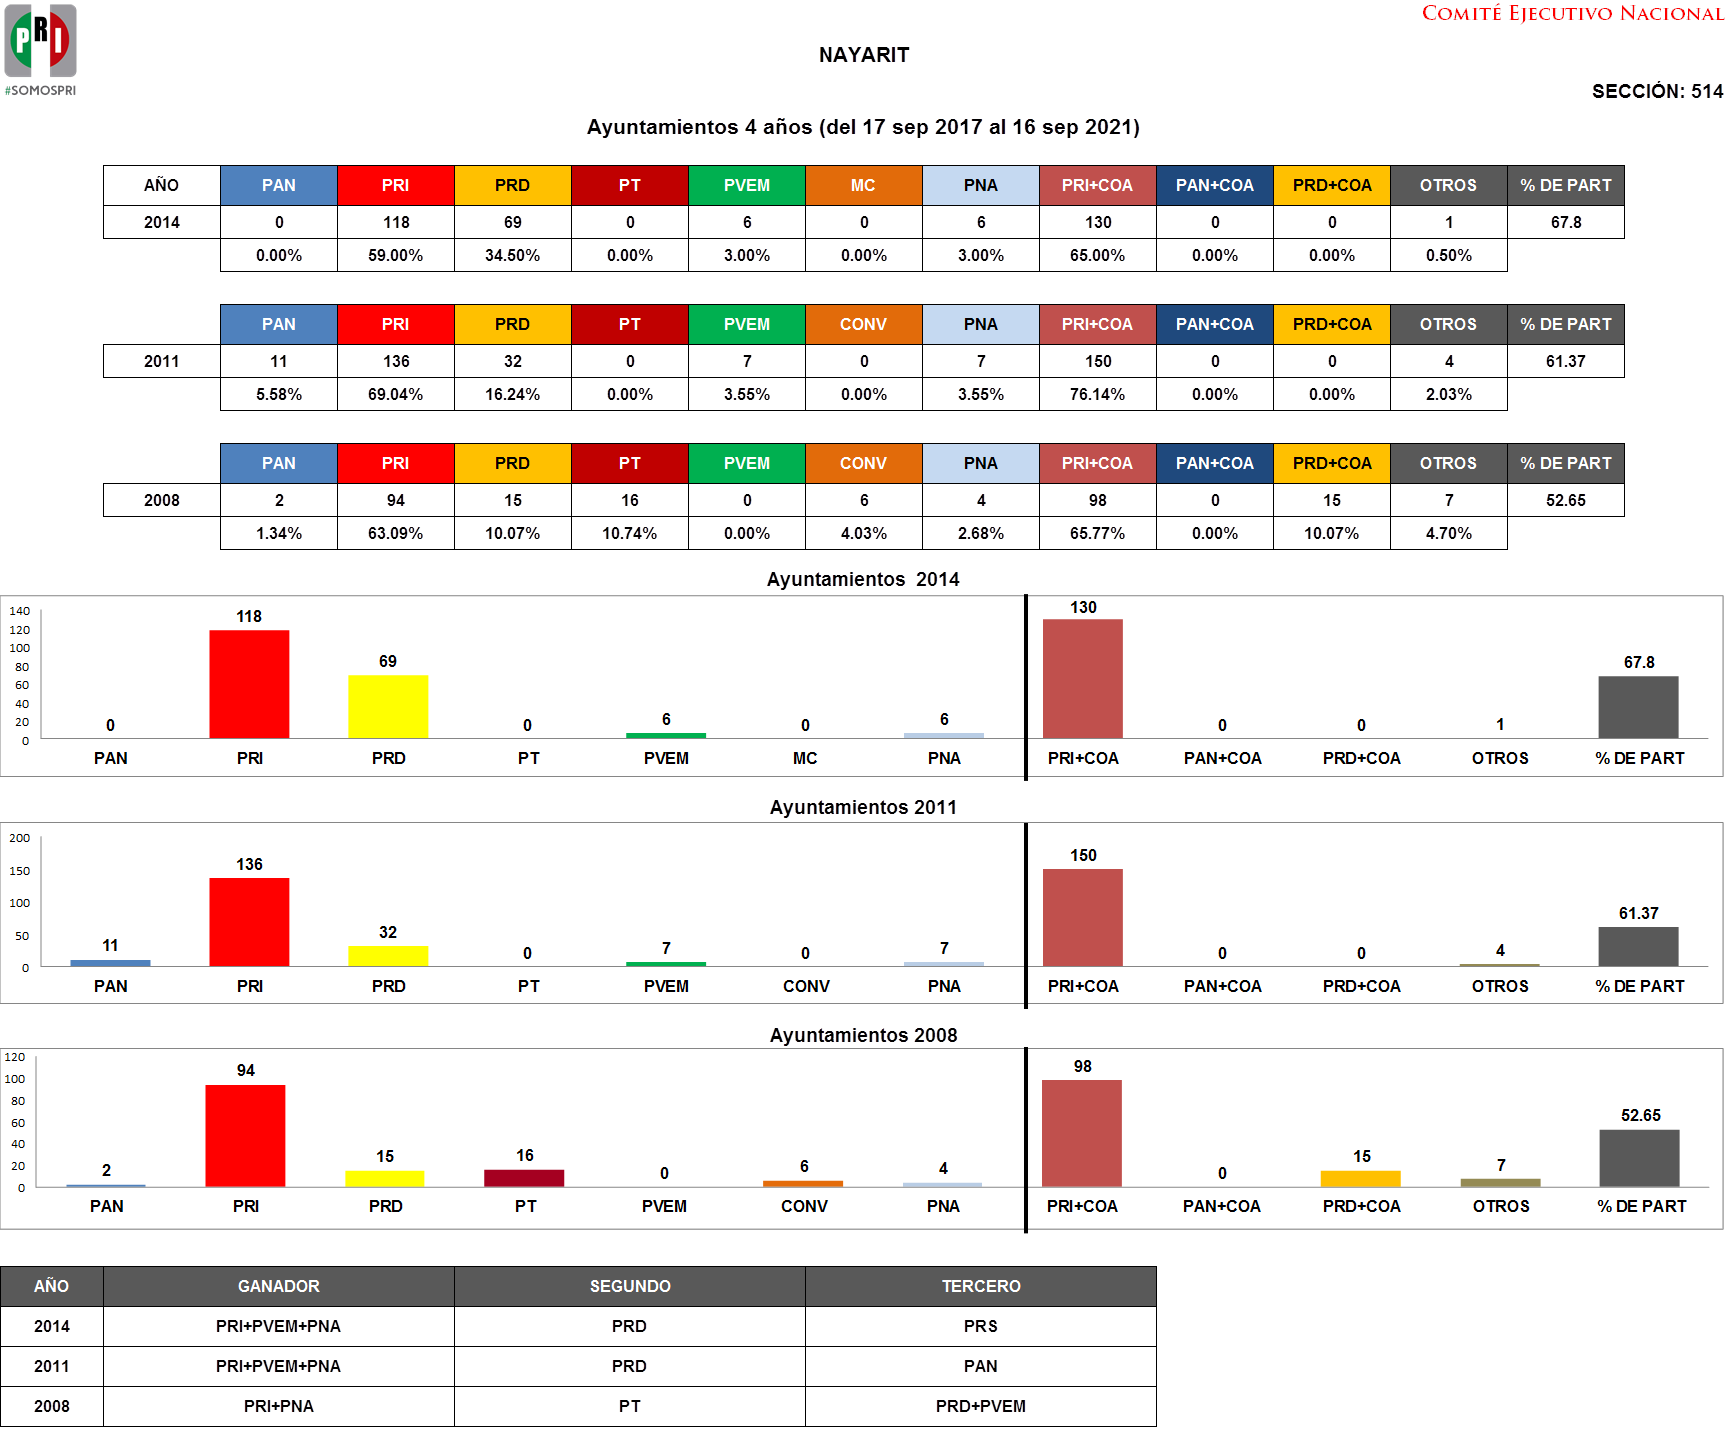 PRI
#SOMOSPRI
COMITÉ EJECUTIVO NACIONAL
NAYARIT
SECCIÓN: 514
Ayuntamientos 4 años (del 17 sep 2017 al 16 sep 2021)
AÑO PAN PRI PRD PT PVEM MC PNA PRI+COA PAN+COA PRD+COA OTROS % DE PART
2014 0 118 69 0 6 0 6 130 0 0 1 67.8
0.00% 59.00% 34.50% 0.00% 3.00% 0.00% 3.00% 65.00% 0.00% 0.00% 0.50%
PAN PRI PRD PT PVEM CONV PNA PRI+COA PAN+COA PRD+COA OTROS % DE PART
2011 11 136 32 0 7 0 7 150 0 0 4 61.37
5.58% 69.04% 16.24% 0.00% 3.55% 0.00% 3.55% 76.14% 0.00% 0.00% 2.03%
PAN PRI PRD PT PVEM CONV PNA PRI+COA PAN+COA PRD+COA OTROS % DE PART
2008 2 94 15 16 0 6 4 98 0 15 7 52.65
1.34% 63.09% 10.07% 10.74% 0.00% 4.03% 2.68% 65.77% 0.00% 10.07% 4.70%
Ayuntamientos 2014
140
120
100
80
60
40
20
0
0 118 69 0 6 0 6 130 0 0 1 67.8
PAN PRI PRD PT PVEM MC PNA PRI+COA PAN+COA PRD+COA OTROS % DE PART
Ayuntamientos 2011
200
150
100
50
0
11 136 32 0 7 0 7 150 0 0 4 61.37
PAN PRI PRD PT PVEM CONV PNA PRI+COA PAN+COA PRD+COA OTROS % DE PART
Ayuntamientos 2008
120
100
80
60
40
20
0
2 94 15 16 0 6 4 98 0 15 7 52.65
PAN PRI PRD PT PVEM CONV PNA PRI+COA PAN+COA PRD+COA OTROS % DE PART
AÑO GANADOR SEGUNDO TERCERO
2014 PRI+PVEM+PNA PRD PRS
2011 PRI+PVEM+PNA PRD PAN
2008 PRI+PNA PT PRD+PVEM